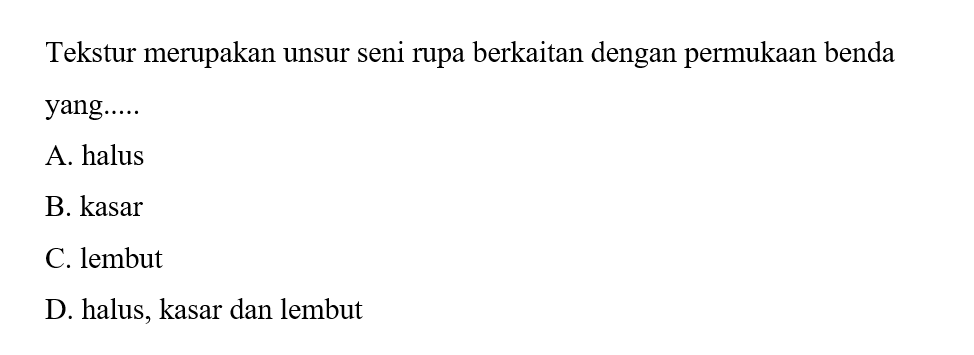 Tekstur merupakan unsur seni rupa berkaitan dengan permukaan benda
yang.....
A. halus
B. kasar
C. lembut
D. halus, kasar dan lembut